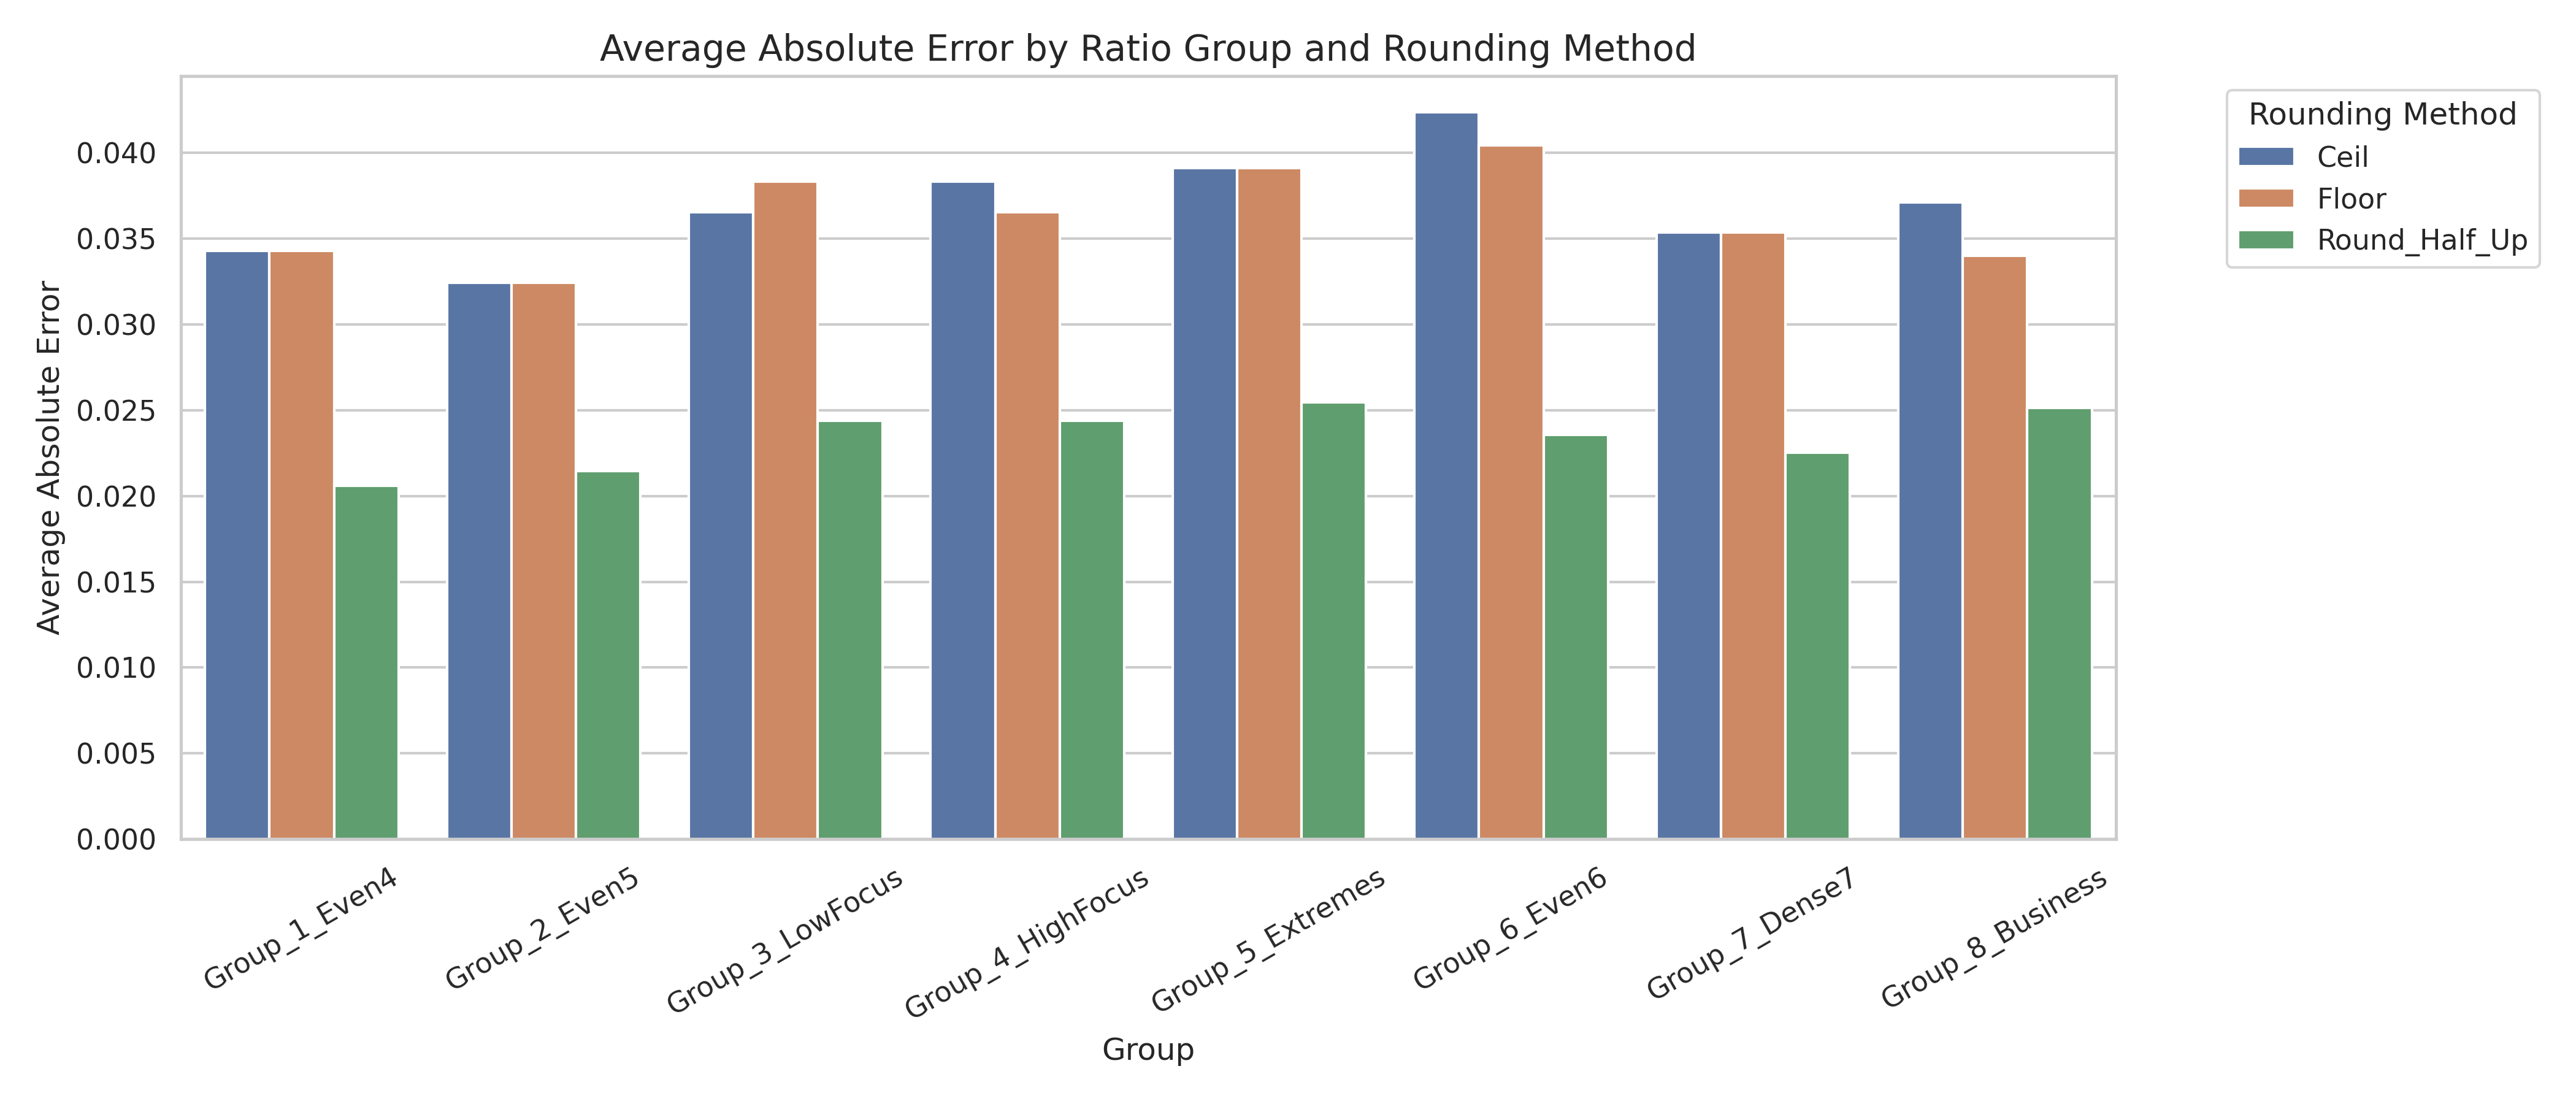 Average Absolute Error by Ratio Group and Rounding Method
Rounding Method
Ceil
Floor
Round_Half_Up
Average Absolute Error
0.040
0.035
0.030
0.025
0.020
0.015
0.010
0.005
0.000
Group_1_Even4
Group_2_Even5
Group_3_LowFocus
Group_4_HighFocus
Group_5_Extremes
Group_6_Even6
Group_7_Dense7
Group_8_Business
Group